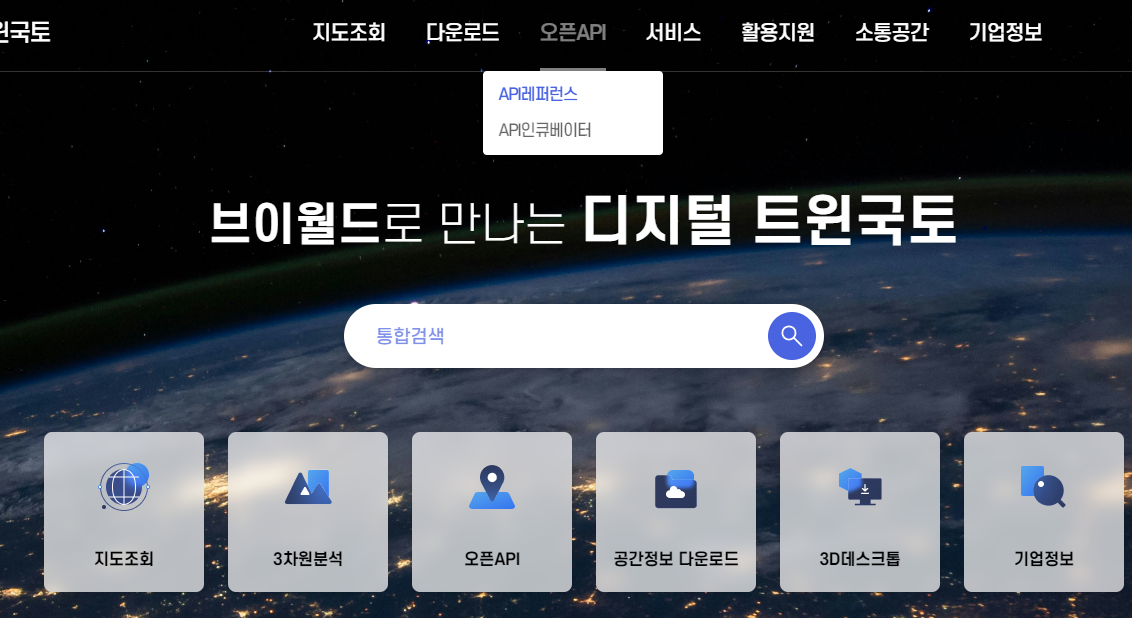 윈국토
지도조회 다운로드 오픈API 서비스 활용지원 소통공간 기업정보
API레퍼런스
API인큐베이터
브이월드로 만나는 디지털 트윈국토
통합검색
지도조회 3차원분석 오픈API 공간정보 다운로드 3D데스크톱 기업정보